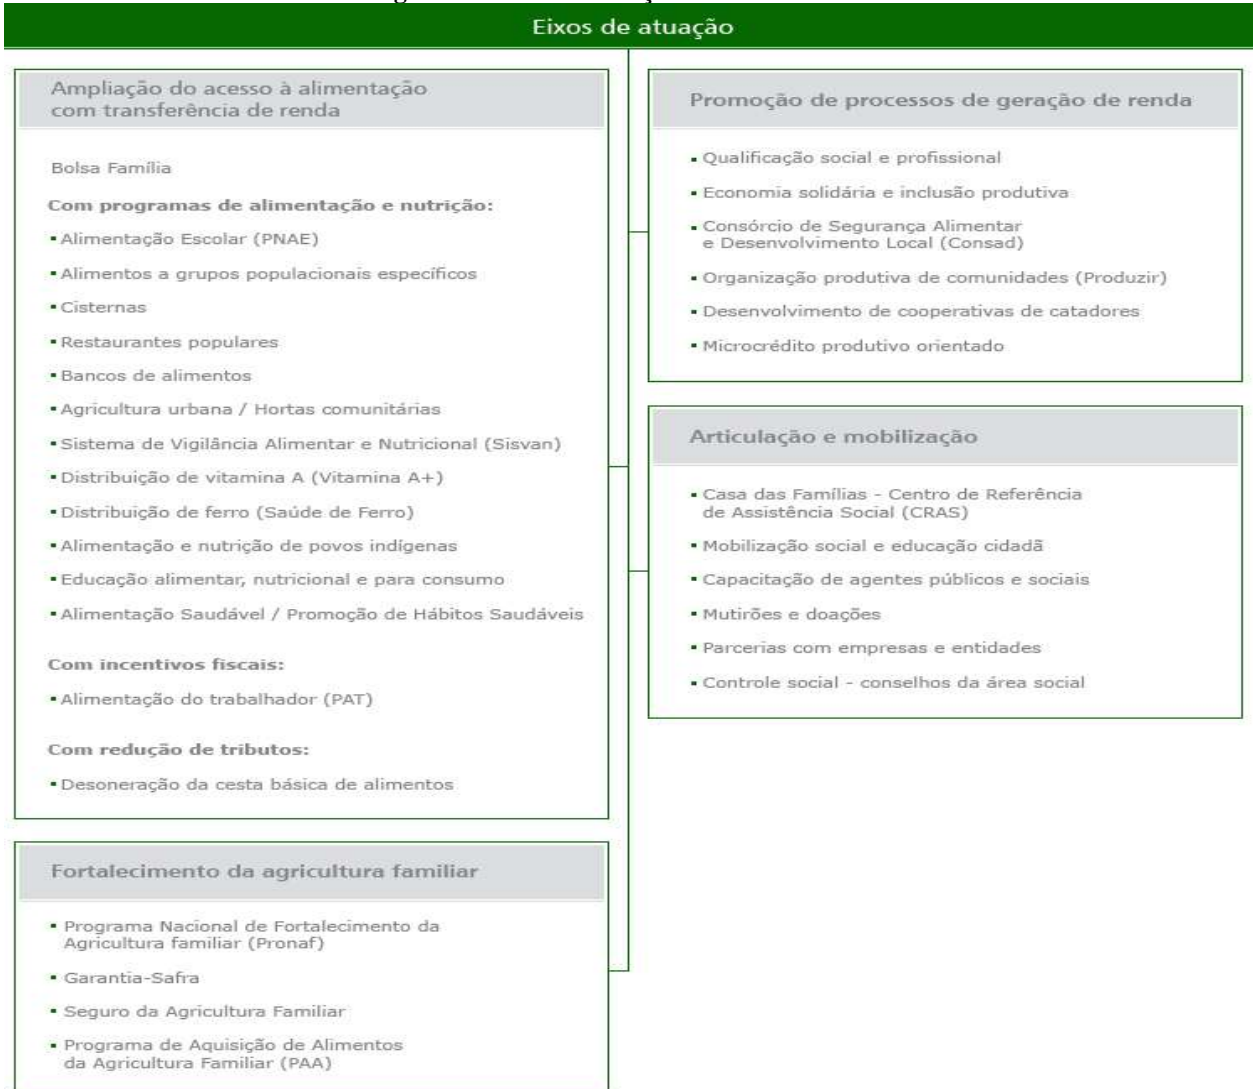 Eixos de atuação
Ampliação do acesso à alimentação
com transferência de renda
Bolsa Família
Com programas de alimentação e nutrição:
▪ Alimentação Escolar (PNAE)
▪ Alimentos a grupos populacionais específicos
▪ Cisternas
▪ Restaurantes populares
▪ Bancos de alimentos
▪ Agricultura urbana / Hortas comunitárias
▪ Sistema de Vigilância Alimentar e Nutricional (Sisvan)
▪ Distribuição de vitamina A (Vitamina A+)
▪ Distribuição de ferro (Saúde de Ferro)
▪ Alimentação e nutrição de povos indígenas
▪ Educação alimentar, nutricional e para consumo
▪ Alimentação Saudável / Promoção de Hábitos Saudáveis
Com incentivos fiscais:
▪ Alimentação do trabalhador (PAT)
Com redução de tributos:
▪ Desoneração da cesta básica de alimentos
Fortalecimento da agricultura familiar
▪ Programa Nacional de Fortalecimento da
Agricultura familiar (Pronaf)
▪ Garantia-Safra
▪ Seguro da Agricultura Familiar
▪ Programa de Aquisição de Alimentos
da Agricultura Familiar (PAA)
Promoção de processos de geração de renda
▪ Qualificação social e profissional
▪ Economia solidária e inclusão produtiva
▪ Consórcio de Segurança Alimentar
e Desenvolvimento Local (Consad)
▪ Organização produtiva de comunidades (Produzir)
▪ Desenvolvimento de cooperativas de catadores
▪ Microcrédito produtivo orientado
Articulação e mobilização
▪ Casa das Famílias - Centro de Referência
de Assistência Social (CRAS)
▪ Mobilização social e educação cidadã
▪ Capacitação de agentes públicos e sociais
▪ Mutirões e doações
▪ Parcerias com empresas e entidades
▪ Controle social - conselhos da área social